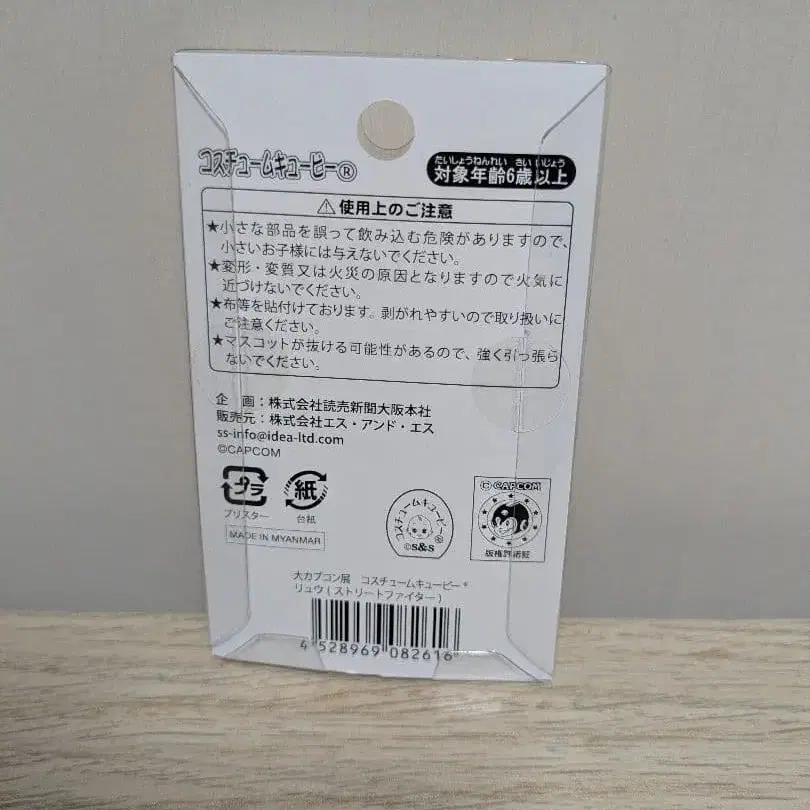 コスチュームキューピー®
たいしょうねんれい さい いじょう
対象年齢6歳以上
⚠使用上のご注意
★小さな部品を誤って飲み込む危険がありますので、
小さいお子様には与えないでください。
★変形・変質又は火災の原因となりますので火気に
近づけないでください。
★布等を貼付けております。剥がれやすいので取り扱いに
ご注意ください。
★マスコットが抜ける可能性があるので、強く引っ張ら
ないでください。
企 画：株式会社読売新聞大阪本社
販売元：株式会社エス・アンド・エス
ss-info@idea-ltd.com
©CAPCOM
プラ
ブリスター
紙
台紙
MADE IN MYANMAR
コスチュームキューピー®
©S&S
© CAPCOM
版権許諾証
大カプコン展 コスチュームキューピー®
リュウ(ストリートファイター)
4 528969 082616